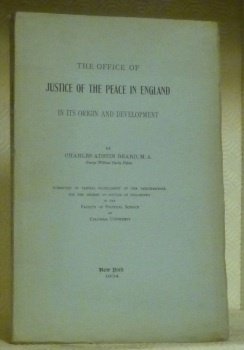 THE OFFICE OF
JUSTICE OF THE PEACE IN ENGLAND
IN ITS ORIGIN AND DEVELOPMENT
BY
CHARLES AUSTIN BEARD, M. A.
SUBMITTED IN PARTIAL FULFILLMENT OF THE REQUIREMENTS
FOR THE DEGREE OF DOCTOR OF PHILOSOPHY
IN THE
FACULTY OF POLITICAL SCIENCE
COLUMBIA UNIVERSITY
New York
1904